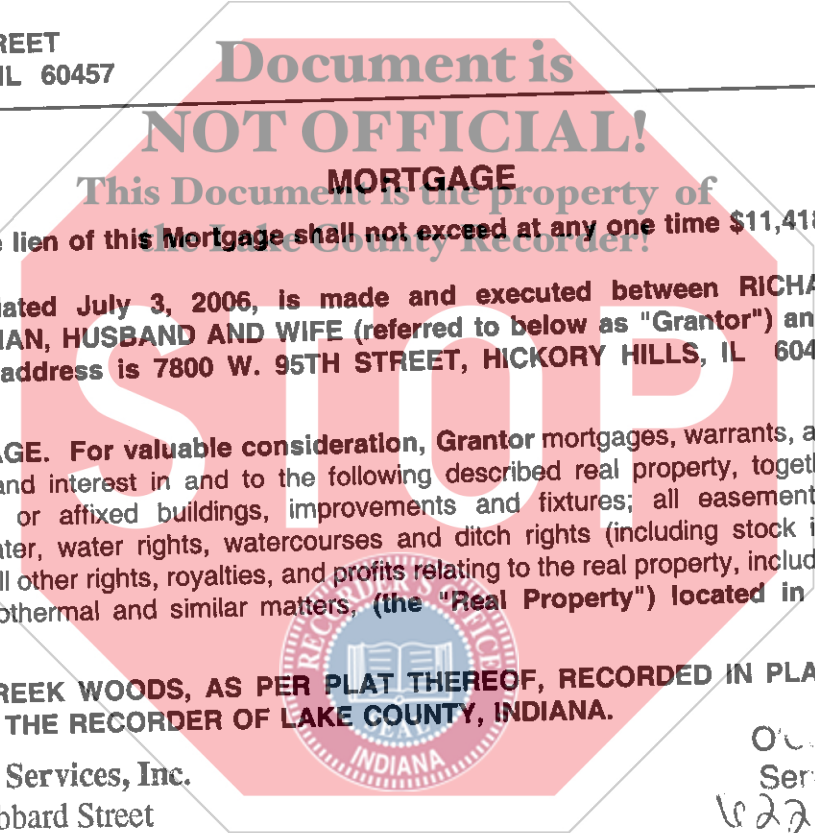 REET
IL 60457
Document is
NOT OFFICIAL!
MORTGAGE
This Document is the property of
the Lake County Recorder!
e lien of this Mortgage shall not exceed at any one time $11,418
dated July 3, 2006, is made and executed between RICHA
IAN, HUSBAND AND WIFE (referred to below as "Grantor") an
address is 7800 W. 95TH STREET, HICKORY HILLS, IL 604
STOP
AGE. For valuable consideration, Grantor mortgages, warrants, a
and interest in and to the following described real property, togeth
or affixed buildings, improvements and fixtures; all easement
ater, water rights, watercourses and ditch rights (including stock i
ll other rights, royalties, and profits relating to the real property, includ
othermal and similar matters, (the "Real Property") located in
RECORDER'S OFFICE
SEAL
INDIANA
REEK WOODS, AS PER PLAT THEREOF, RECORDED IN PLA
THE RECORDER OF LAKE COUNTY, INDIANA.
Services, Inc.
bbard Street
Ser
622